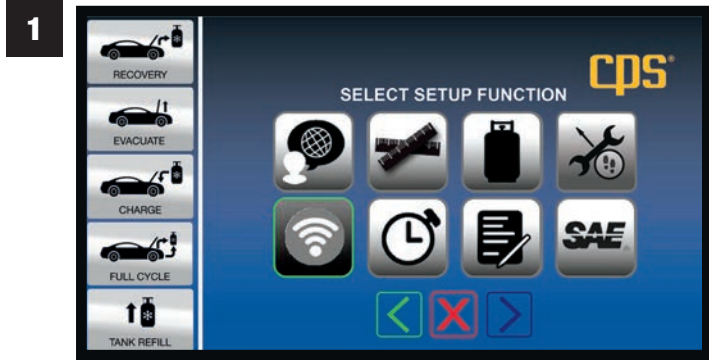 1
RECOVERY
EVACUATE
CHARGE
FULL CYCLE
TANK REFILL
cps®
SELECT SETUP FUNCTION
SAE